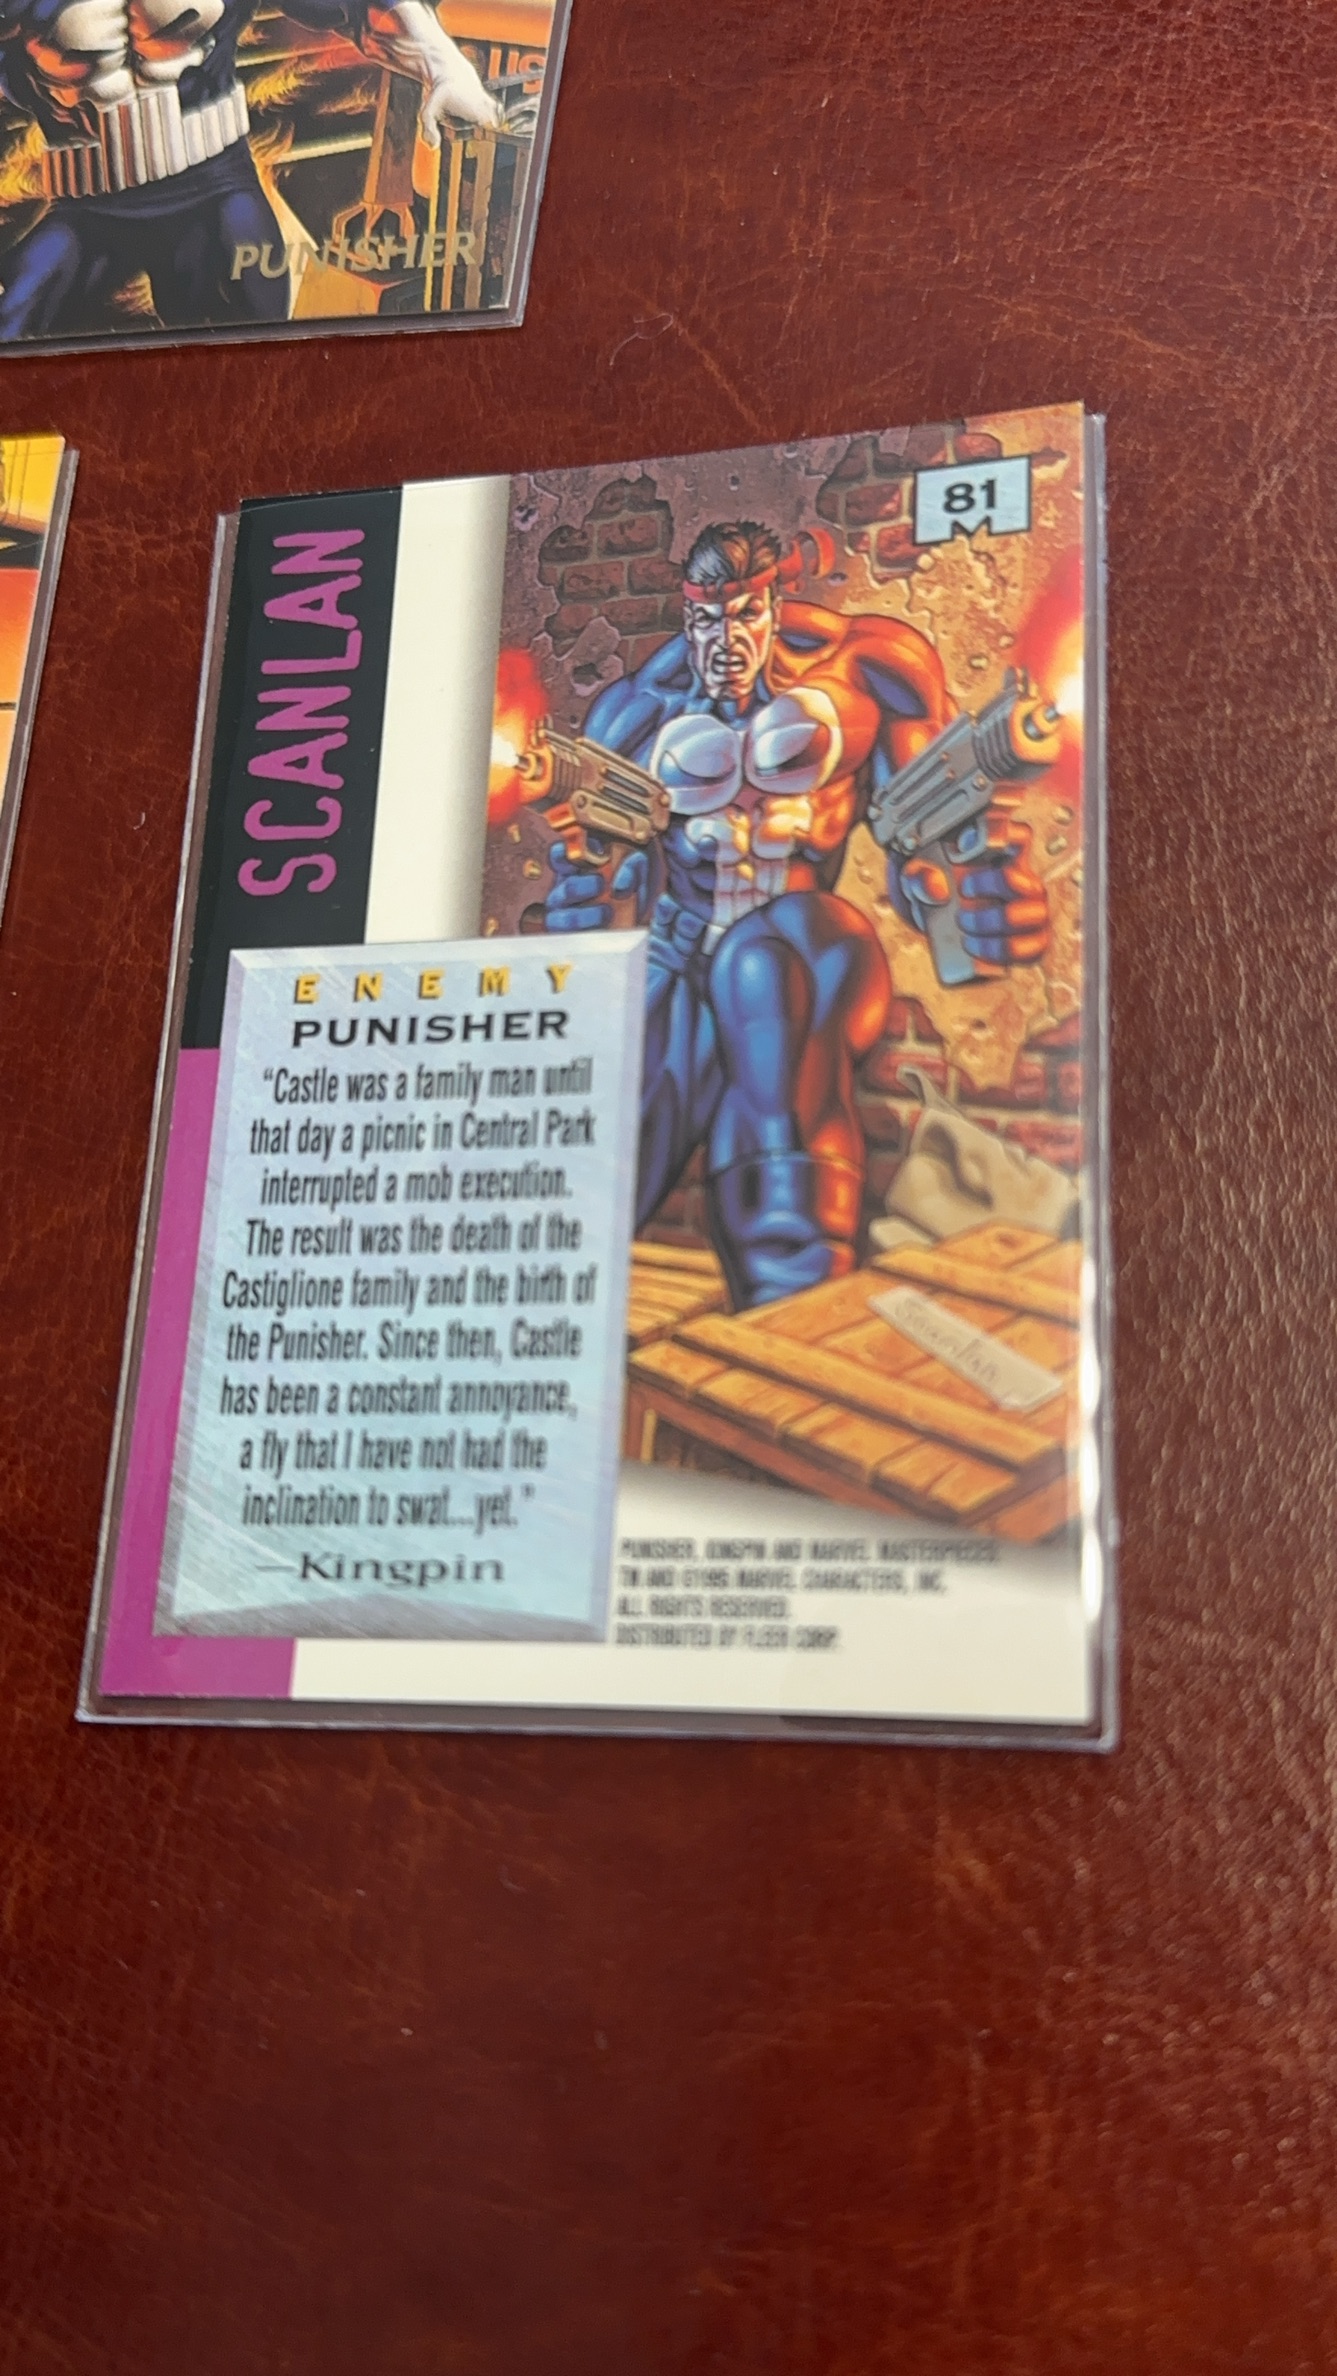 US
PUNISHER
81
SCANLAN
ENEMY
PUNISHER
“Castle was a family man until
that day a picnic in Central Park
interrupted a mob execution.
The result was the death of the
Castiglione family and the birth of
the Punisher. Since then, Castle
has been a constant annoyance,
a fly that I have not had the
inclination to swat...yet.”
—Kingpin
Scanlan
PUNISHER, KINGPIN AND MARVEL MASTERPIECES:
TM AND ©1995 MARVEL CHARACTERS, INC.
ALL RIGHTS RESERVED.
DISTRIBUTED BY FLEER CORP.